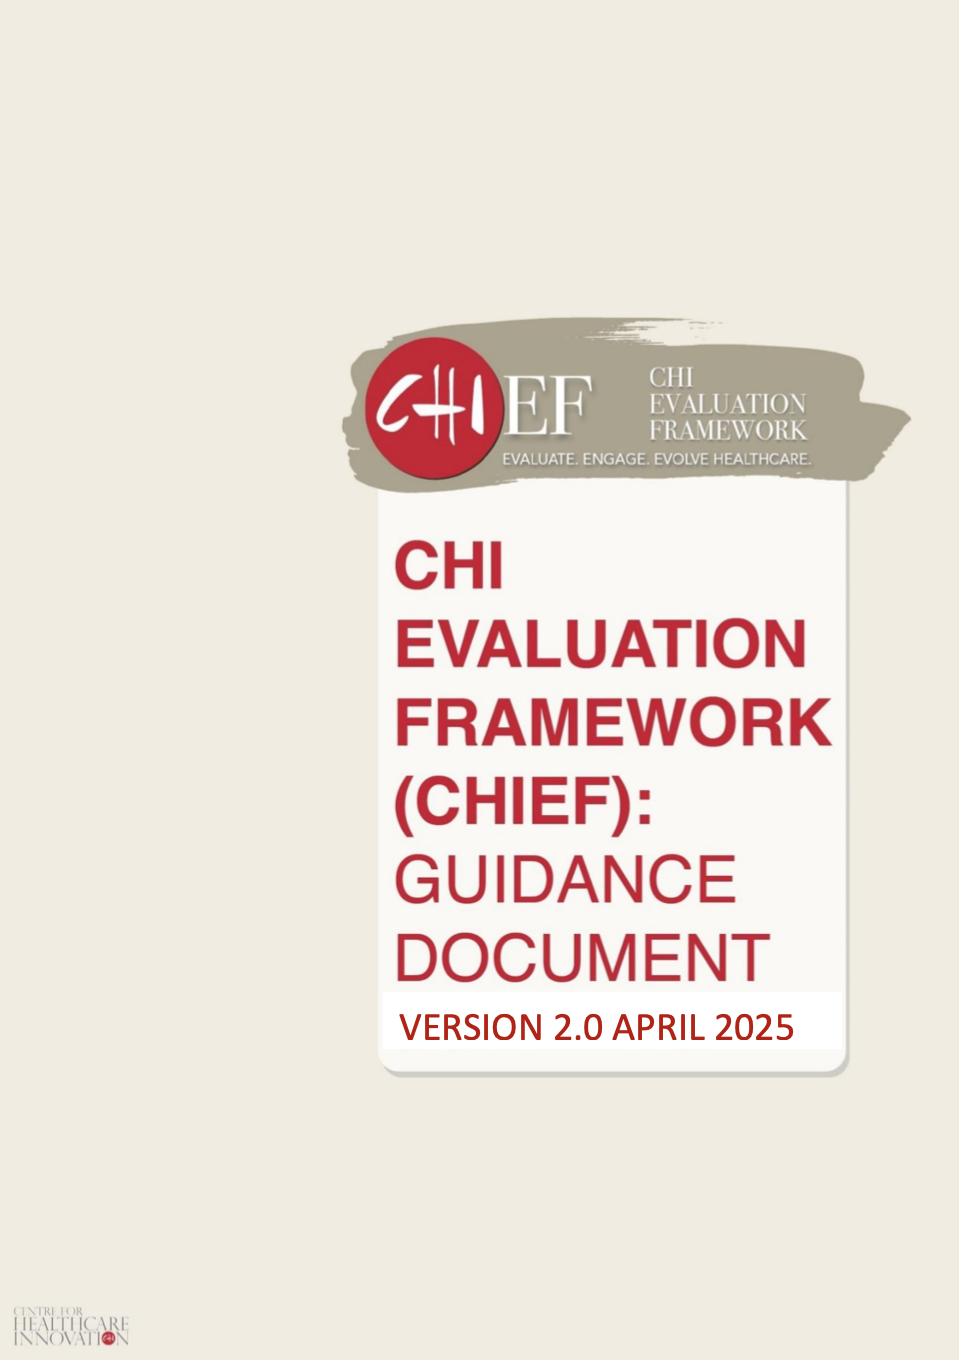 CHIEF
CHI
EVALUATION
FRAMEWORK
EVALUATE. ENGAGE. EVOLVE HEALTHCARE.
CHI
EVALUATION
FRAMEWORK
(CHIEF):
GUIDANCE
DOCUMENT
VERSION 2.0 APRIL 2025
CENTRE FOR
HEALTHCARE
INNOVATION
CHI